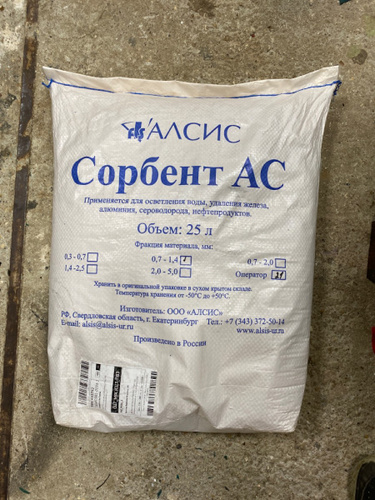 АЛСИС
Сорбент АС
Применяется для осветления воды, удаления железа,
алюминия, сероводорода, нефтепродуктов.
Объем: 25 л
Фракция материала, мм:
0,3 - 0,7 0,7 - 1,4 0,7 - 2,0
1,4-2,5 2,0 - 5,0 Оператор
Хранить в оригинальной упаковке в сухом крытом складе.
Температура хранения от -50°С до +50°С.
Изготовитель: ООО «АЛСИС»
РФ, Свердловская область, г. Екатеринбург Тел.: +7 (343) 372-50-14
E-mail: alsis@alsis-ur.ru www.alsis-ur.ru
Произведено в России